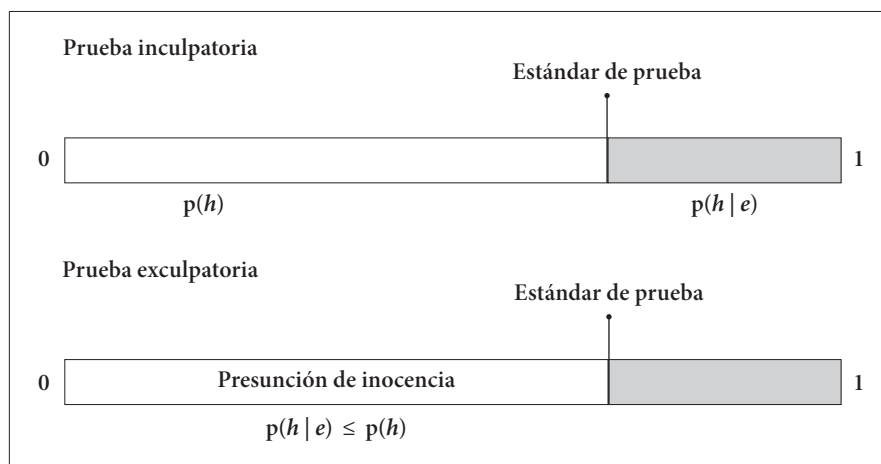 Prueba inculpatoria
Estándar de prueba
0 1
p(h) p(h | e)
Prueba exculpatoria
Estándar de prueba
0 Presunción de inocencia 1
p(h | e) ≤ p(h)